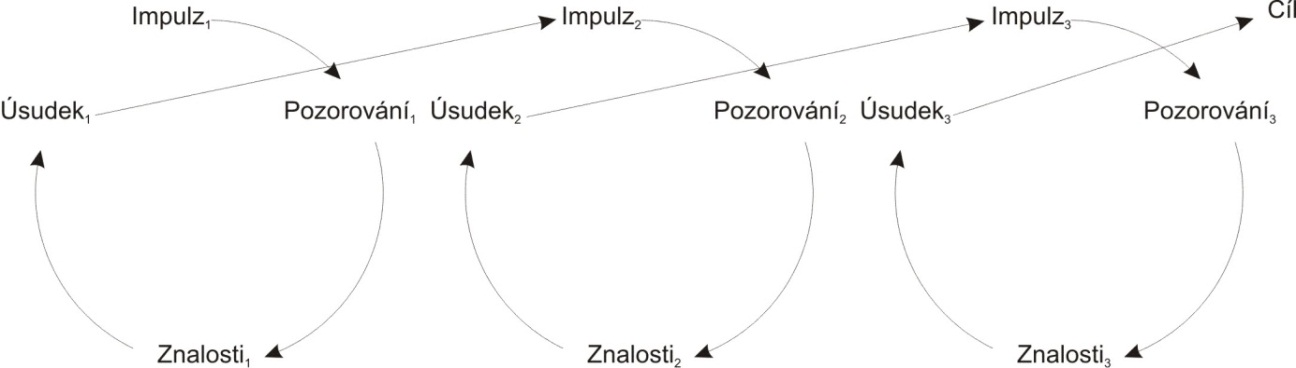 Impulz₁ Impulz₂ Impulz₃ Cíl
Úsudek₁ Pozorování₁ Úsudek₂ Pozorování₂ Úsudek₃ Pozorování₃
Znalosti₁ Znalosti₂ Znalosti₃